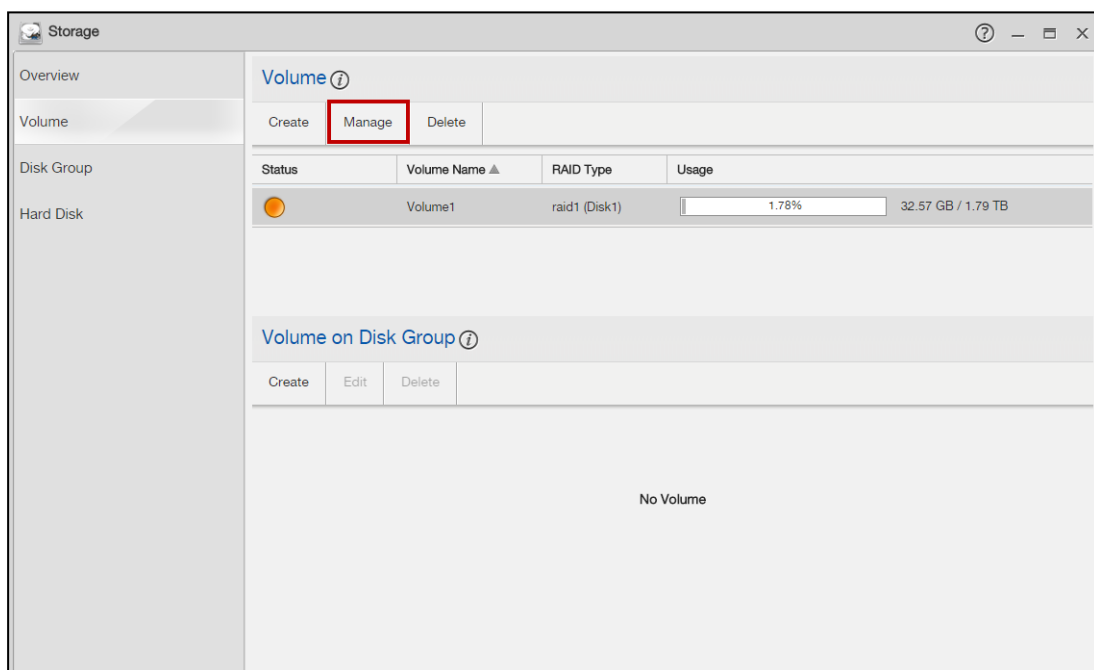 Storage
Overview
Volume
Disk Group
Hard Disk
Volume
Create Manage Delete
Status Volume Name RAID Type Usage
Volume1 raid1 (Disk1) 1.78% 32.57 GB / 1.79 TB
Volume on Disk Group
Create Edit Delete
No Volume